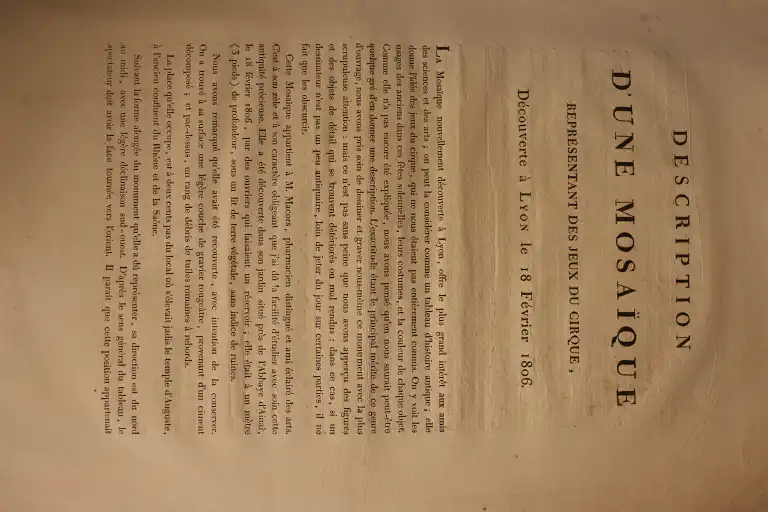 DESCRIPTION
D'UNE MOSAÏQUE
REPRÉSENTANT DES JEUX DU CIRQUE,
Découverte à LYON le 18 Février 1806.
LA Mosaïque nouvellement découverte à Lyon, offre le plus grand intérêt aux amis
des sciences et des arts ; on peut la considérer comme un tableau d'histoire antique ; elle
donne l'idée des jeux du cirque, qui ne nous étaient pas entièrement connus. On y voit les
usages des anciens dans ces fêtes solennelles, leurs costumes, et la couleur de chaque objet.
Comme elle n'a pas encore été expliquée, nous avons pensé qu'on nous saurait peut-être
quelque gré d'en donner une description. L'exactitude étant le principal mérite de ce genre
d'ouvrage, nous avons pris soin de dessiner et graver nous-même ce monument avec la plus
scrupuleuse attention : mais ce n'est pas sans peine que nous avons apperçu des figures
et des objets de détail qui se trouvent détériorés ou mal rendus : dans ce cas, si un
dessinateur n'est pas un peu antiquaire, loin de jeter du jour sur certaines parties, il ne
fait que les obscurcir.
Cette Mosaïque appartient à M. Macors, pharmacien distingué et ami éclairé des arts.
C'est à son zèle et à son caractère obligeant que j'ai dû la facilité d'étudier avec soin cette
antiquité précieuse. Elle a été découverte dans son jardin situé près de l'Abbaye d'Ainai,
le 18 février 1806, par des ouvriers qui faisaient un réservoir ; elle était à un mètre
(3 pieds) de profondeur, sous un lit de terre végétale, sans indice de ruines.
Nous avons remarqué qu'elle avait été recouverte, avec intention de la conserver.
On a trouvé à sa surface une légère couche de gravier rougeâtre, provenant d'un ciment
décomposé ; et par-dessus, un rang de débris de tuiles romaines à rebords.
La place qu'elle occupe, est à deux cents pas du local où s'élevait jadis le temple d'Auguste,
à l'ancien confluent du Rhône et de la Saône.
Suivant la forme alongée du monument qu'elle a dû représenter, sa direction est du nord
au midi, avec une légère déclinaison sud-ouest. D'après le sens général du tableau, le
spectateur doit avoir la face tournée vers l'orient. Il paraît que cette position appartenait